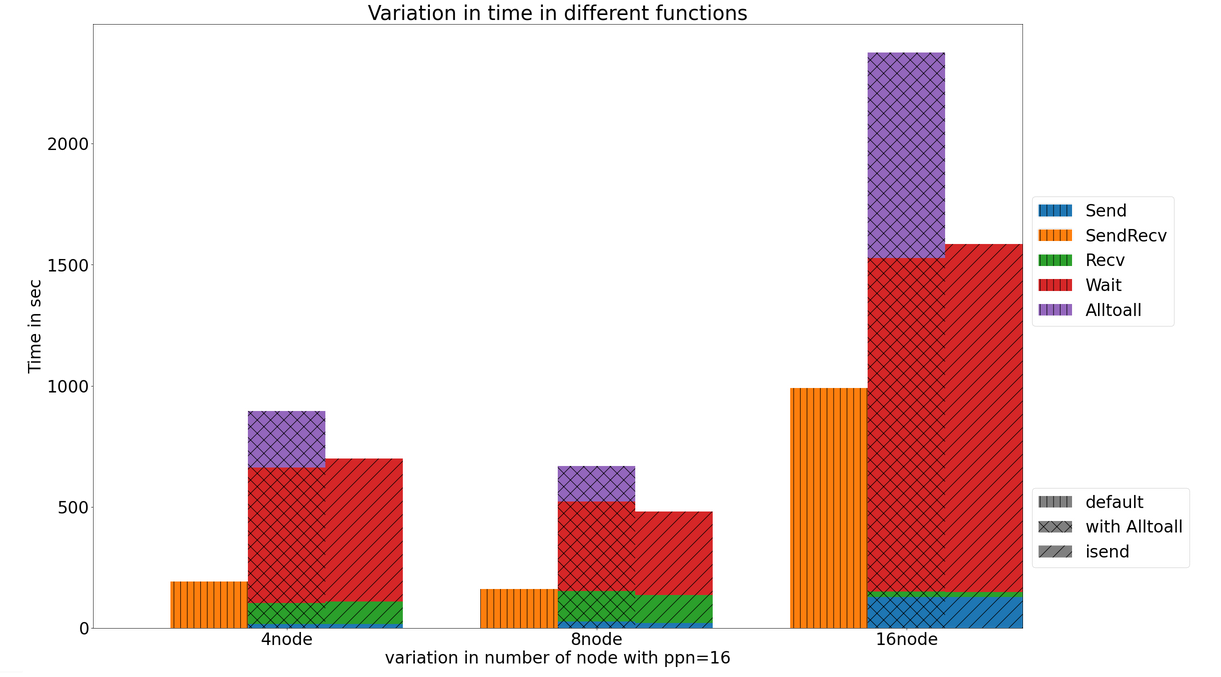 Variation in time in different functions
Time in sec
2000
1500
1000
500
0
4node
8node
16node
variation in number of node with ppn=16
Send
SendRecv
Recv
Wait
Alltoall
default
with Alltoall
isend